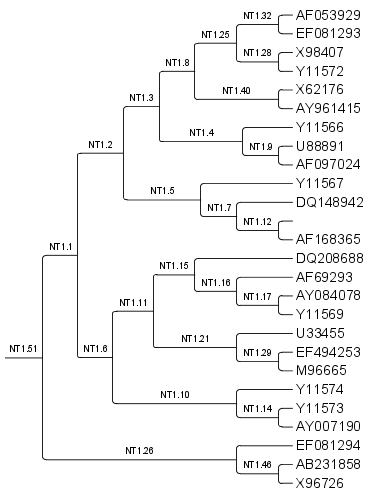 NT1.32
AF053929
NT1.25
EF081293
NT1.28
X98407
NT1.8
Y11572
X62176
NT1.40
NT1.3
AY961415
Y11566
NT1.4
U88891
NT1.9
NT1.2
AF097024
Y11567
NT1.5
DQ148942
NT1.7
NT1.12
AF168365
NT1.1
DQ208688
NT1.15
AF69293
NT1.16
AY084078
NT1.17
NT1.11
Y11569
U33455
NT1.21
NT1.51
NT1.6
EF494253
NT1.29
M96665
Y11574
NT1.10
Y11573
NT1.14
AY007190
EF081294
NT1.26
AB231858
NT1.46
X96726